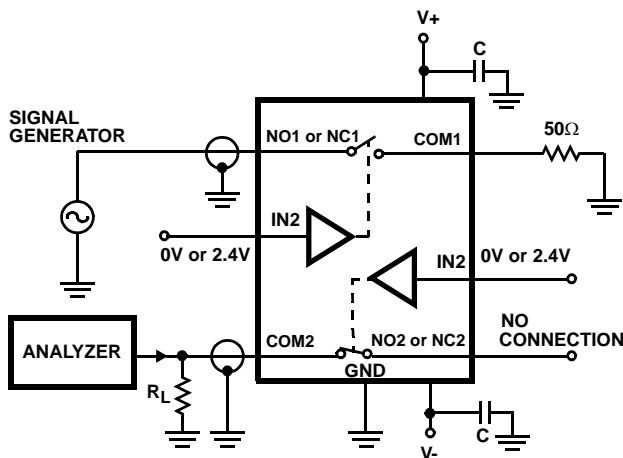 V+
C
SIGNAL
GENERATOR
NO1 or NC1
COM1
50Ω
IN2
0V or 2.4V
IN2
0V or 2.4V
ANALYZER
COM2
NO2 or NC2
NO
CONNECTION
GND
RL
C
V-